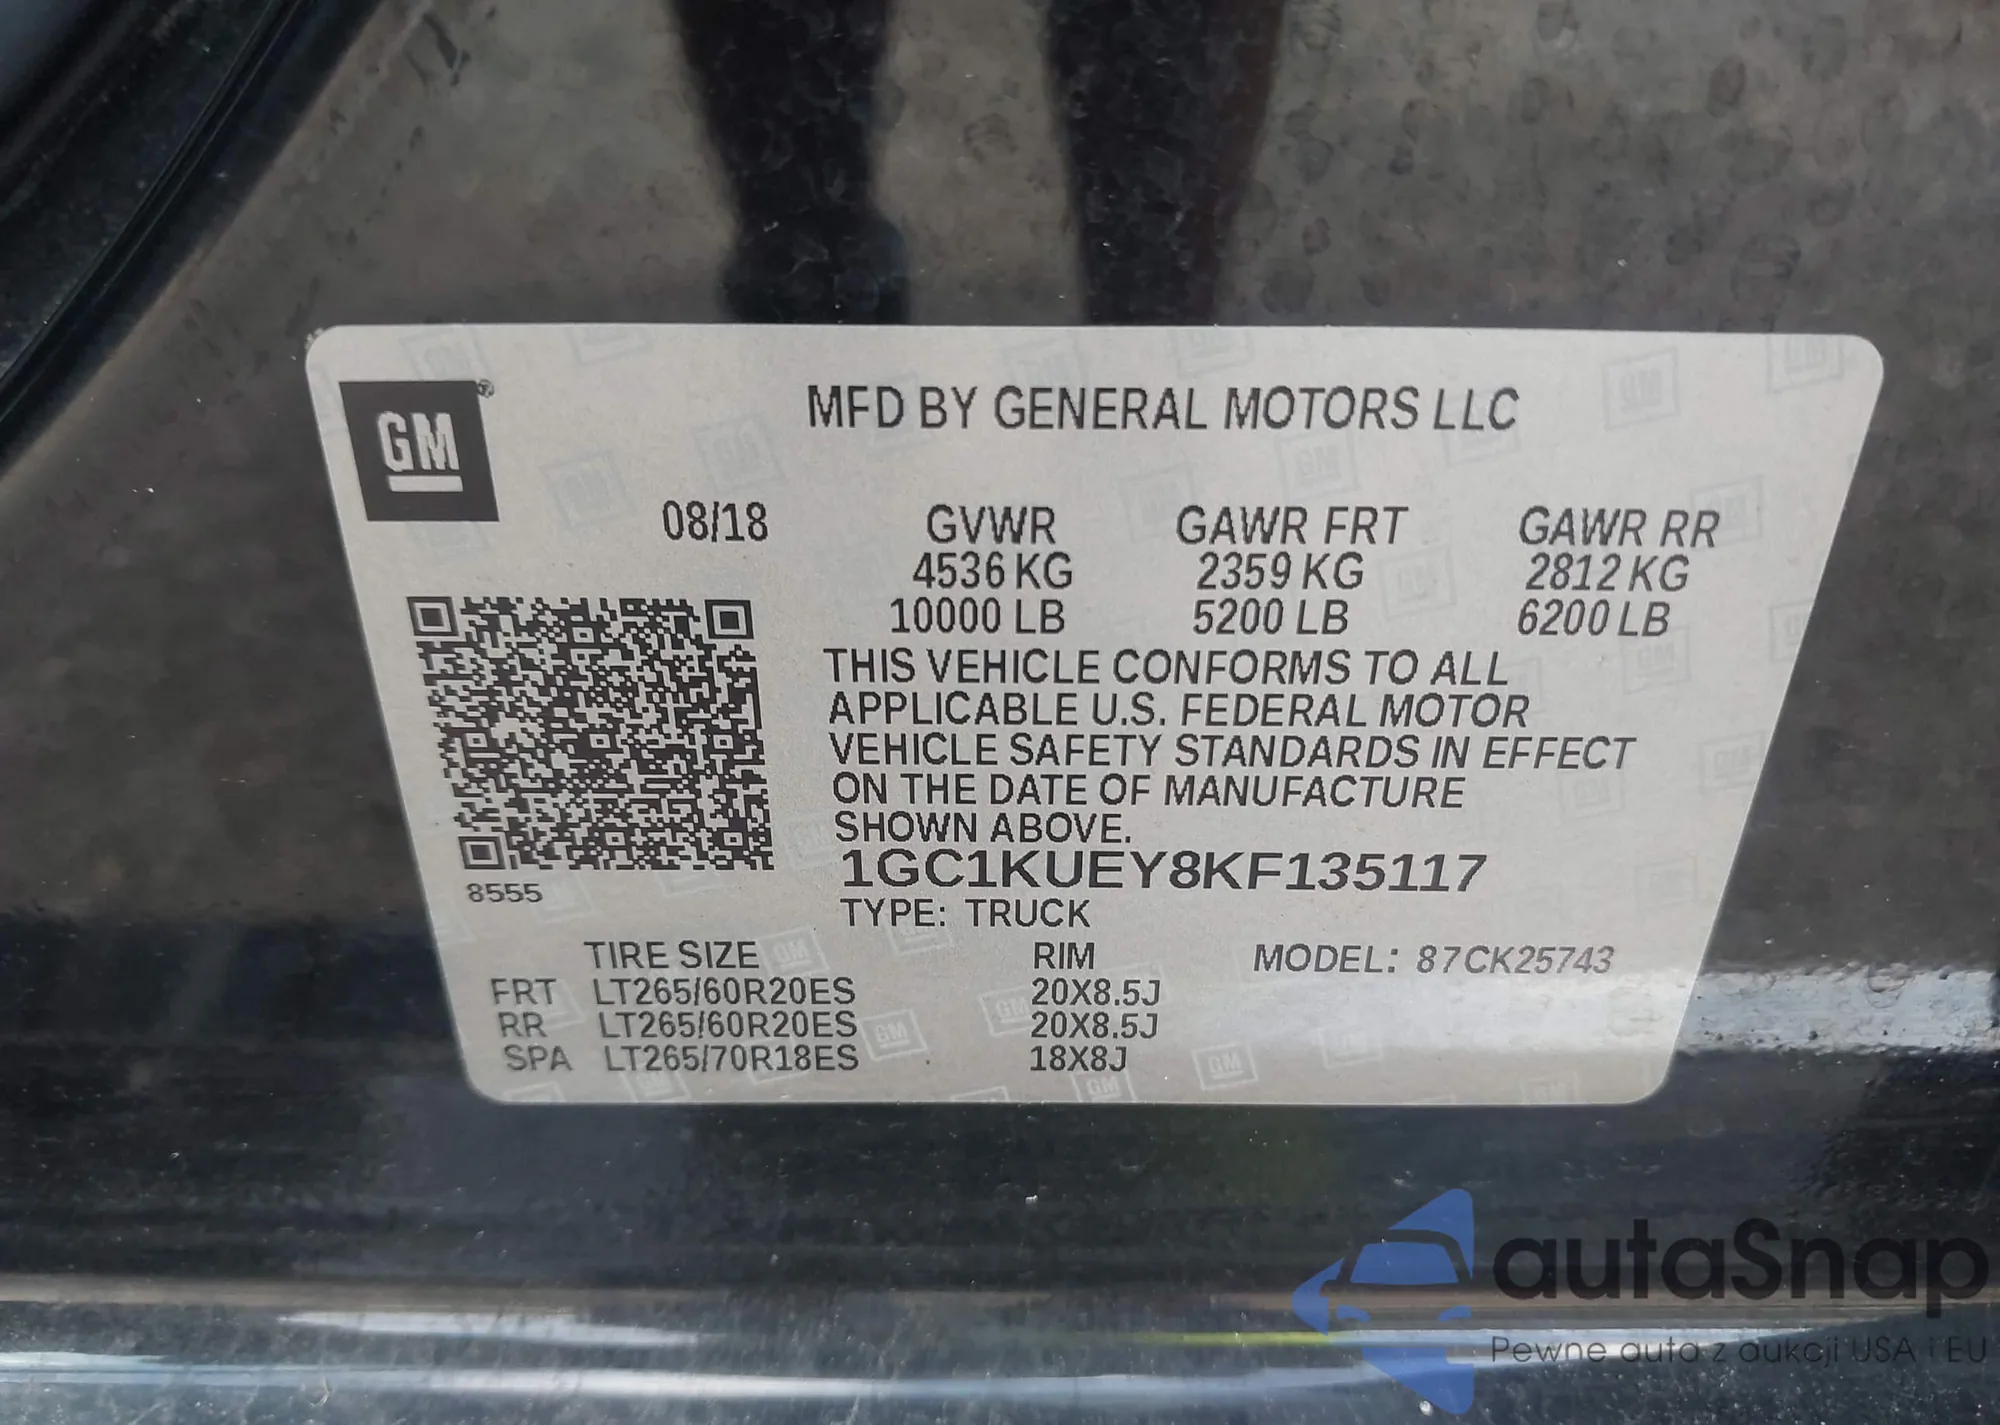 GM
MFD BY GENERAL MOTORS LLC
08/18
GVWR GAWR FRT GAWR RR
4536 KG 2359 KG 2812 KG
10000 LB 5200 LB 6200 LB
THIS VEHICLE CONFORMS TO ALL
APPLICABLE U.S. FEDERAL MOTOR
VEHICLE SAFETY STANDARDS IN EFFECT
ON THE DATE OF MANUFACTURE
SHOWN ABOVE.
1GC1KUEY8KF135117
8555
TYPE: TRUCK
TIRE SIZE RIM MODEL: 87CK25743
FRT LT265/60R20ES 20X8.5J
RR LT265/60R20ES 20X8.5J
SPA LT265/70R18ES 18X8J
autaSnap
Pewne auta z aukcji USA i EU